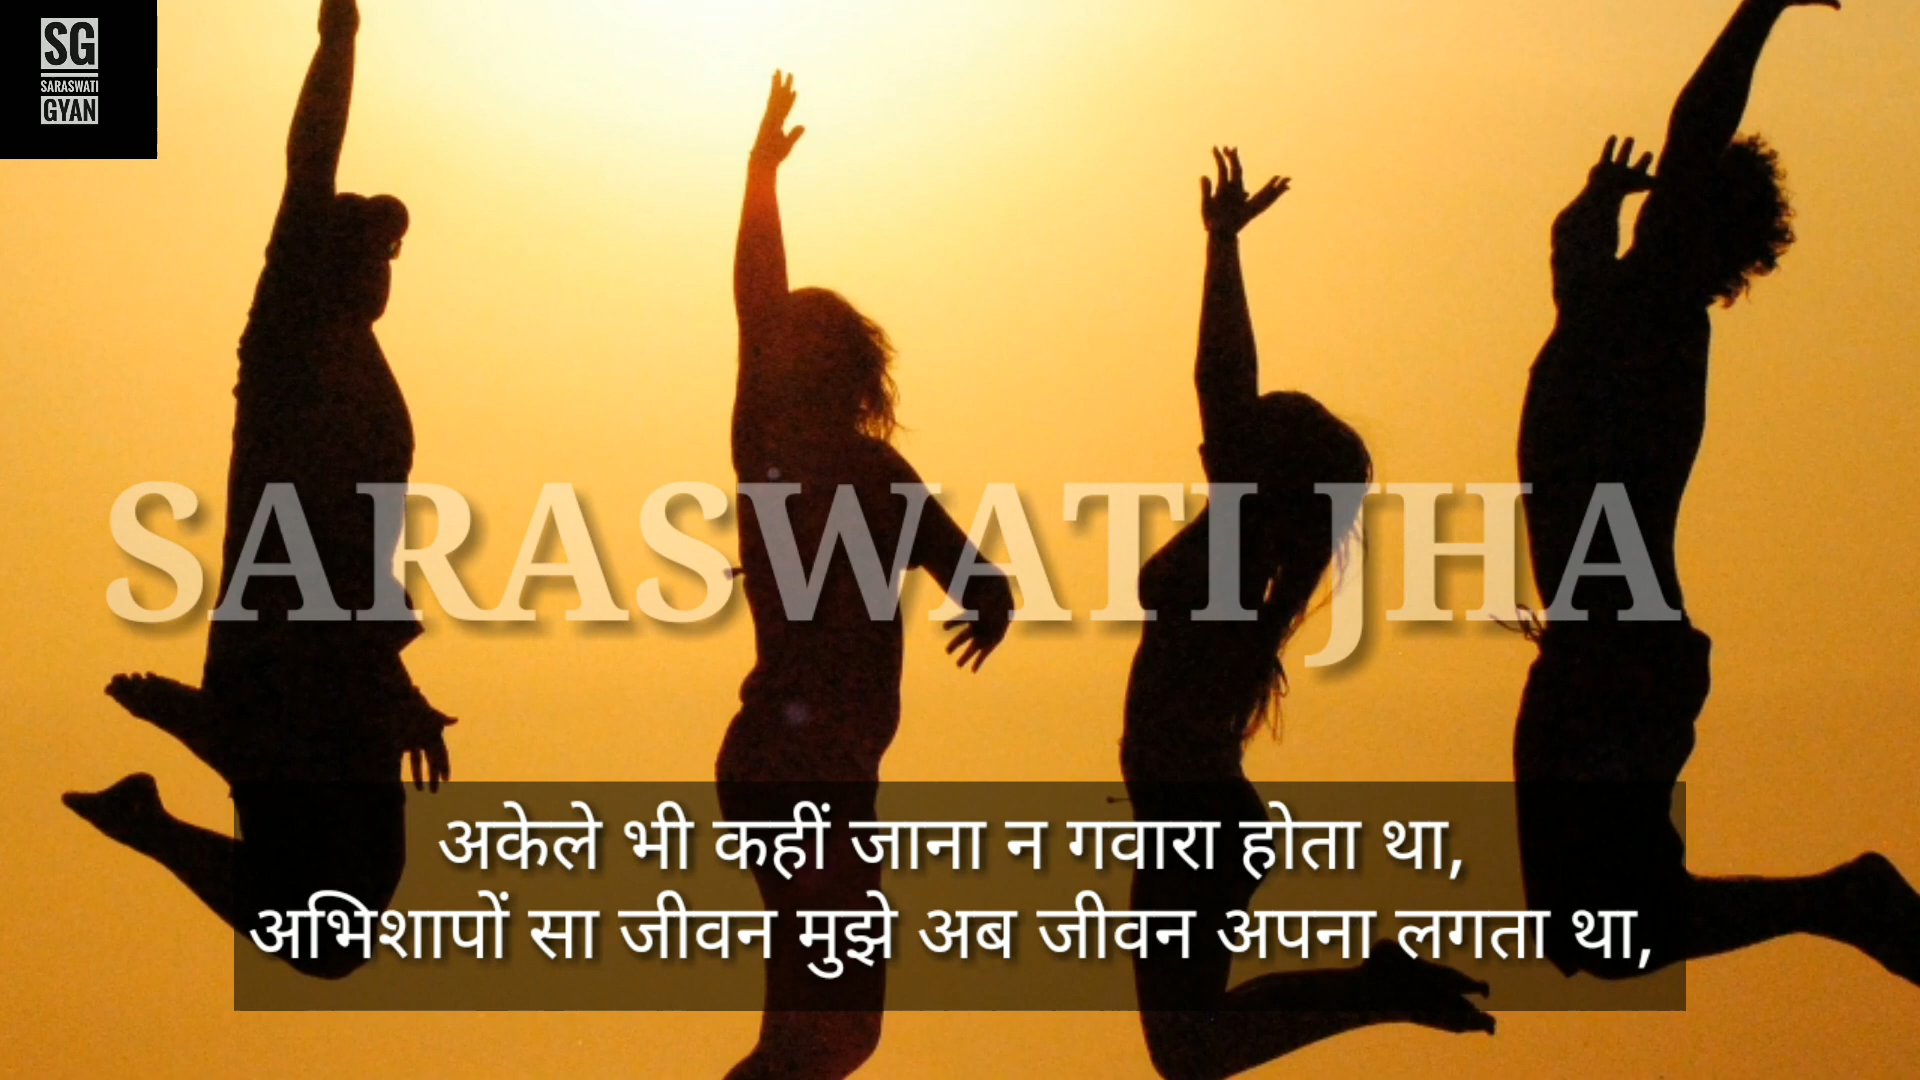 SG
SARASWATI
GYAN
SARASWATI JHA
अकेले भी कहीं जाना न गवारा होता था,
अभिशापों सा जीवन मुझे अब जीवन अपना लगता था,